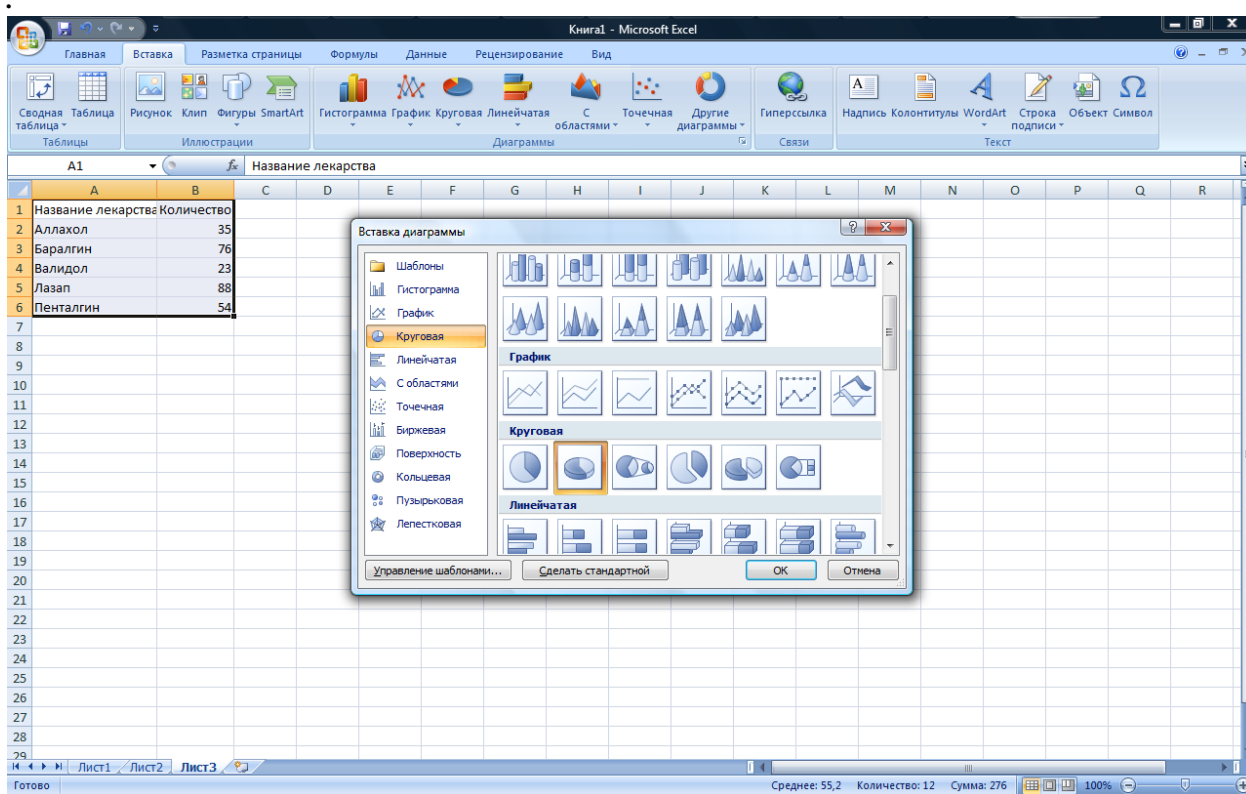 Книга1 - Microsoft Excel
Главная Вставка Разметка страницы Формулы Данные Рецензирование Вид
Сводная таблица Таблица Рисунок Клип Фигуры SmartArt Гистограмма График Круговая Линейчатая С областями Точечная Другие диаграммы Гиперссылка Надпись Колонтитулы WordArt Строка подписи Объект Символ
Таблицы Иллюстрации Диаграммы Связи Текст
A1 fx Название лекарства
A B C D E F G H I J K L M N O P Q R
1 Название лекарства Количество
2 Аллахол 35
3 Баралгин 76
4 Валидол 23
5 Лазап 88
6 Пенталгин 54
7
8
9
10
11
12
13
14
15
16
17
18
19
20
21
22
23
24
25
26
27
28
29
Вставка диаграммы
Шаблоны
Гистограмма
График
Круговая
Линейчатая
С областями
Точечная
Биржевая
Поверхность
Кольцевая
Пузырьковая
Лепестковая
График
Круговая
Линейчатая
Управление шаблонами... Сделать стандартной ОК Отмена
Лист1 Лист2 Лист3
Готово Среднее: 55,2 Количество: 12 Сумма: 276 100%